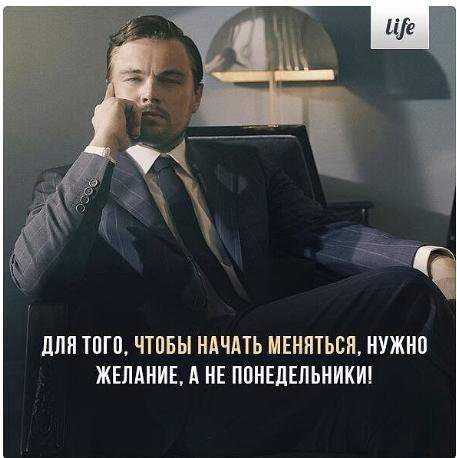 life
ДЛЯ ТОГО, ЧТОБЫ НАЧАТЬ МЕНЯТЬСЯ, НУЖНО
ЖЕЛАНИЕ, А НЕ ПОНЕДЕЛЬНИКИ!